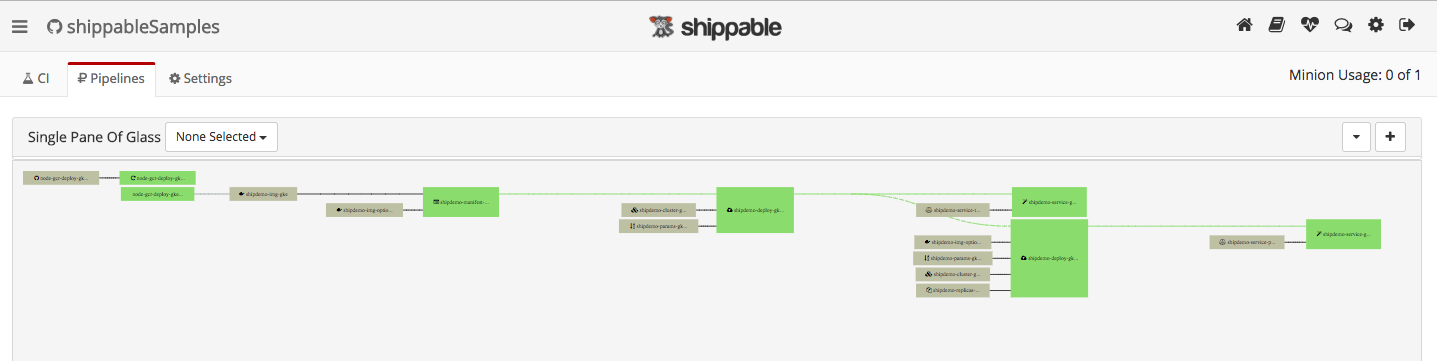 shippableSamples
shippable
CI
Pipelines
Settings
Minion Usage: 0 of 1
Single Pane Of Glass
None Selected
node-gcr-deploy-gk...
node-gcr-deploy-gk...
node-gcr-deploy-gke...
shipdemo-img-gke
shipdemo-img-optio...
shipdemo-manifest-...
shipdemo-cluster-g...
shipdemo-params-gk...
shipdemo-deploy-gk...
shipdemo-service-t...
shipdemo-service-g...
shipdemo-img-optio...
shipdemo-params-gk...
shipdemo-cluster-g...
shipdemo-replicas-...
shipdemo-deploy-gk...
shipdemo-service-p...
shipdemo-service-g...